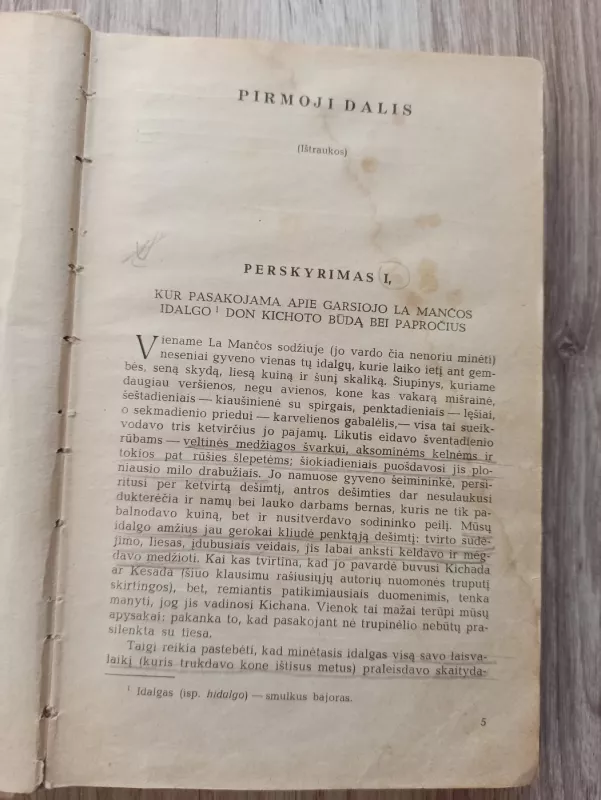 PIRMOJI DALIS
(Ištraukos)
PERSKYRIMAS I,
KUR PASAKOJAMA APIE GARSIOJO LA MANČOS
IDALGO ¹ DON KICHOTO BŪDĄ BEI PAPROČIUS
Viename La Mančos sodžiuje (jo vardo čia nenoriu minėti)
neseniai gyveno vienas tų idalgų, kurie laiko ietį ant gem-
bės, seną skydą, liesą kuiną ir šunį skaliką. Šiupinys, kuriame
daugiau veršienos, negu avienos, kone kas vakarą mišrainė,
šeštadieniais — kiaušinienė su spirgais, penktadieniais — lęšiai,
o sekmadienio priedui — karvelienos gabalėlis,— visa tai sueik-
vodavo tris ketvirčius jo pajamų. Likutis eidavo šventadienio
rūbams — veltinės medžiagos švarkui, aksominėms kelnėms ir
tokios pat rūšies šlepetėms; šiokiadieniais puošdavosi jis plo-
niausio milo drabužiais. Jo namuose gyveno šeimininkė, persi-
ritusi per ketvirtą dešimtį, antros dešimties dar nesulaukusi
dukterėčia ir namų bei lauko darbams bernas, kuris ne tik pa-
balnodavo kuiną, bet ir nusitverdavo sodininko peilį. Mūsų
idalgo amžius jau gerokai kliudė penktąją dešimtį; tvirto sudė-
jimo, liesas, įdubusiais veidais, jis labai anksti keldavo ir mėg-
davo medžioti. Kai kas tvirtina, kad jo pavardė buvusi Kichada
ar Kesada (šiuo klausimu rašiusiųjų autorių nuomonės truputį
skirtingos), bet, remiantis patikimiausiais duomenimis, tenka
manyti, jog jis vadinosi Kichana. Vienok tai mažai terūpi mūsų
apysakai: pakanka to, kad pasakojant nė trupinėlio nebūtų pra-
silenkta su tiesa.
Taigi reikia pastebėti, kad minėtasis idalgas visą savo laisva-
laikį (kuris trukdavo kone ištisus metus) praleisdavo skaityda-
¹ Idalgas (isp. hidalgo) — smulkus bajoras.
5